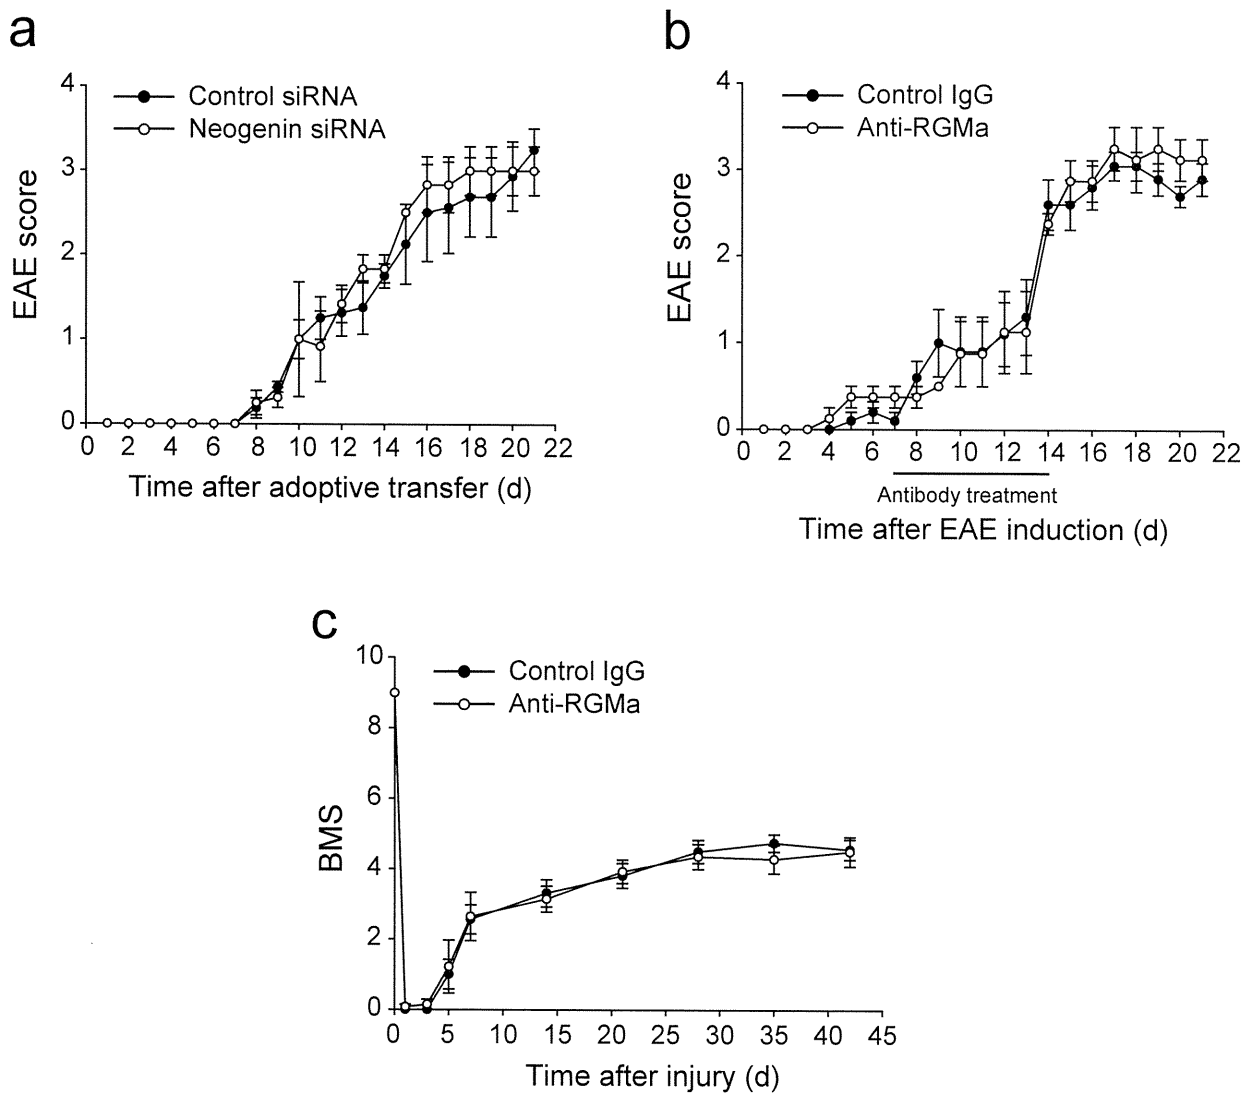 a
4
3
2
1
0
EAE score
Control siRNA
Neogenin siRNA
0 2 4 6 8 10 12 14 16 18 20 22
Time after adoptive transfer (d)
b
4
3
2
1
0
EAE score
Control IgG
Anti-RGMa
0 2 4 6 8 10 12 14 16 18 20 22
Antibody treatment
Time after EAE induction (d)
c
10
8
6
4
2
0
BMS
Control IgG
Anti-RGMa
0 5 10 15 20 25 30 35 40 45
Time after injury (d)